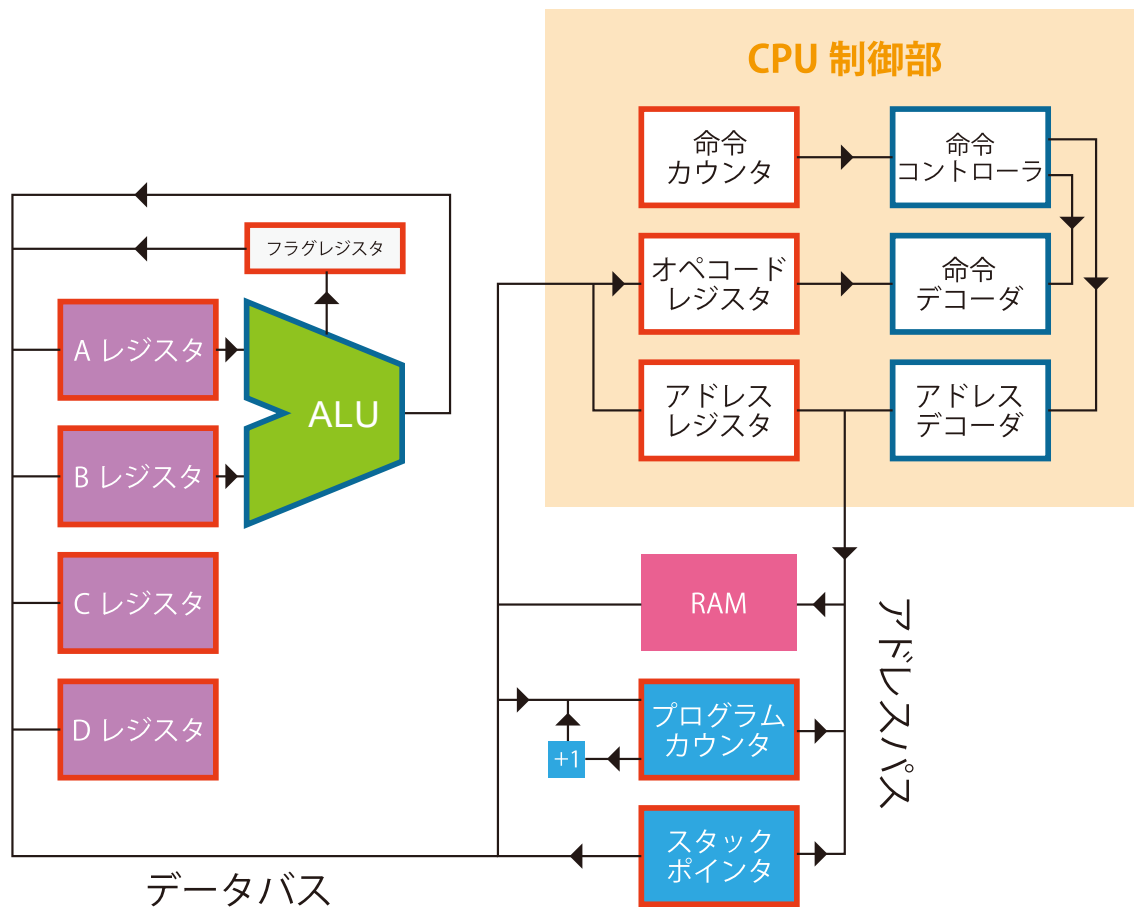 CPU 制御部
命令
カウンタ
命令
コントローラ
フラグレジスタ
オペコード
レジスタ
命令
デコーダ
A レジスタ
ALU
アドレス
レジスタ
アドレス
デコーダ
B レジスタ
C レジスタ
RAM
アドレスパス
D レジスタ
プログラム
カウンタ
+1
スタック
ポインタ
データバス